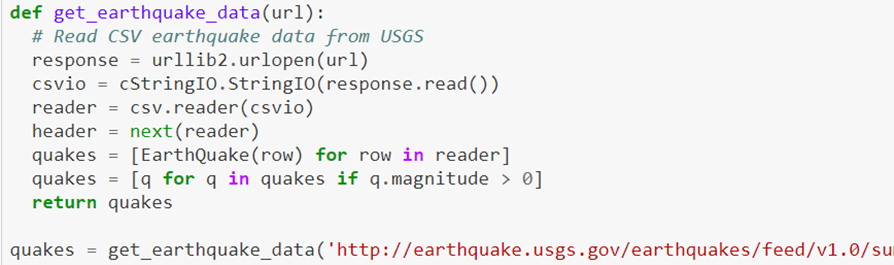 def get_earthquake_data(url):
  # Read CSV earthquake data from USGS
  response = urllib2.urlopen(url)
  csvio = cStringIO.StringIO(response.read())
  reader = csv.reader(csvio)
  header = next(reader)
  quakes = [EarthQuake(row) for row in reader]
  quakes = [q for q in quakes if q.magnitude > 0]
  return quakes
quakes = get_earthquake_data('http://earthquake.usgs.gov/earthquakes/feed/v1.0/su